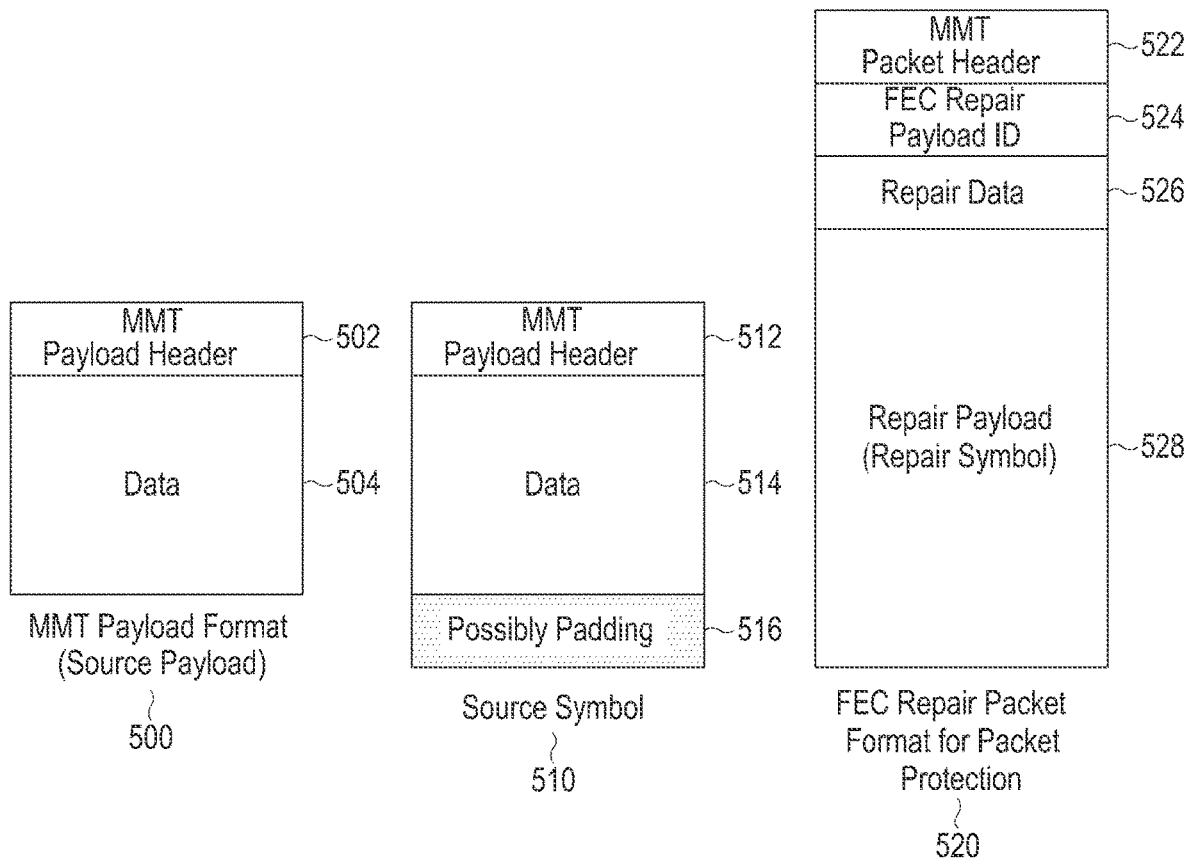 MMT
Payload Header
502
Data
504
MMT Payload Format
(Source Payload)
500
MMT
Payload Header
512
Data
514
Possibly Padding
516
Source Symbol
510
MMT
Packet Header
522
FEC Repair
Payload ID
524
Repair Data
526
Repair Payload
(Repair Symbol)
528
FEC Repair Packet
Format for Packet
Protection
520